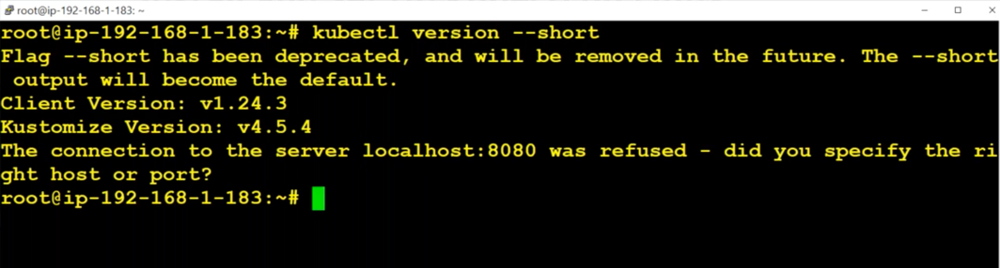 root@ip-192-168-1-183: ~
root@ip-192-168-1-183:~# kubectl version --short
Flag --short has been deprecated, and will be removed in the future. The --short
 output will become the default.
Client Version: v1.24.3
Kustomize Version: v4.5.4
The connection to the server localhost:8080 was refused - did you specify the ri
ght host or port?
root@ip-192-168-1-183:~#